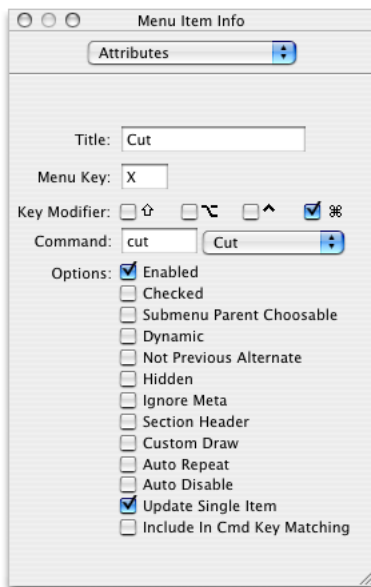 Menu Item Info
Attributes
Title: Cut
Menu Key: X
Key Modifier: ⇧ ⌥ ^ ⌘
Command: cut Cut
Options: Enabled
Checked
Submenu Parent Choosable
Dynamic
Not Previous Alternate
Hidden
Ignore Meta
Section Header
Custom Draw
Auto Repeat
Auto Disable
Update Single Item
Include In Cmd Key Matching